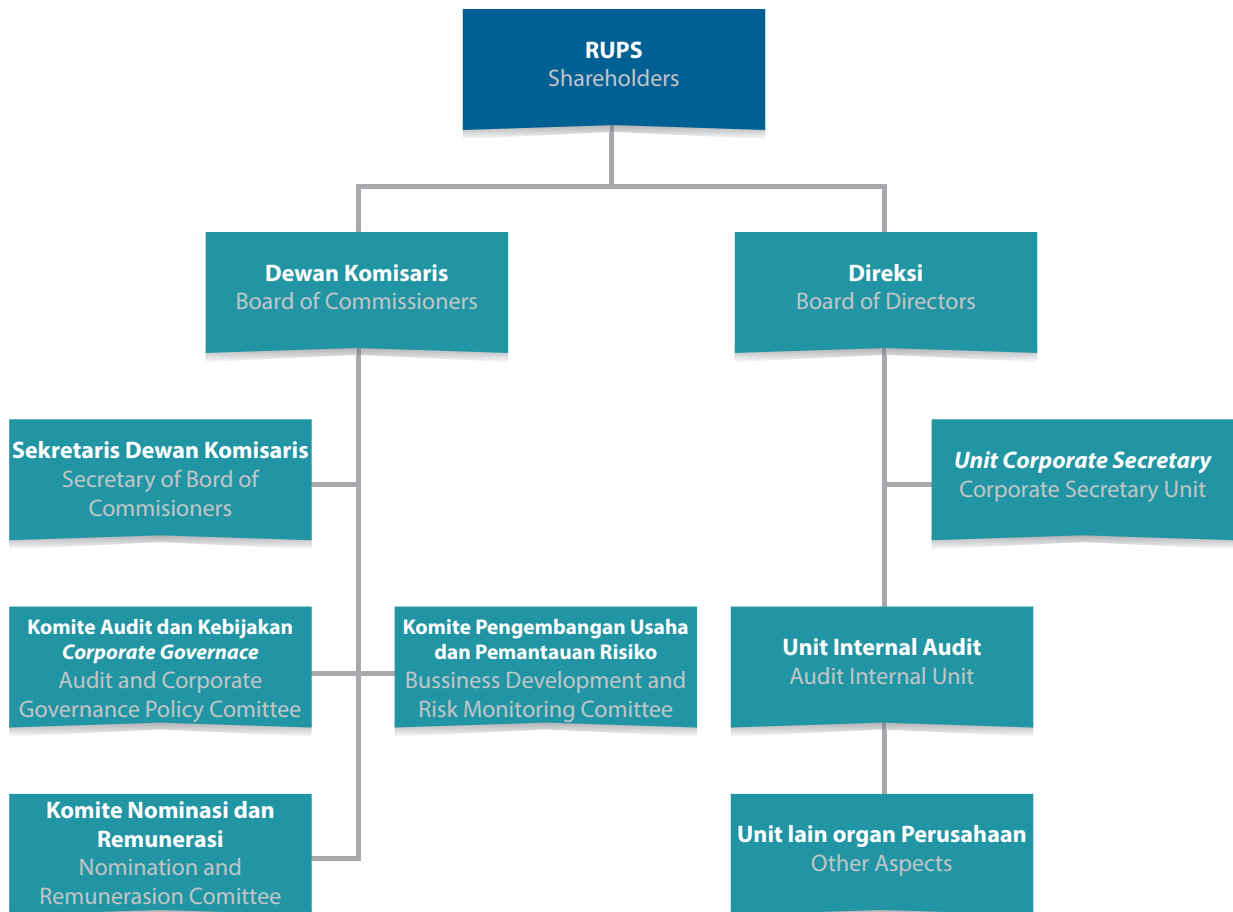 RUPS
Shareholders
Dewan Komisaris
Board of Commissioners
Direksi
Board of Directors
Sekretaris Dewan Komisaris
Secretary of Bord of
Commisioners
Unit Corporate Secretary
Corporate Secretary Unit
Komite Audit dan Kebijakan
Corporate Governace
Audit and Corporate
Governance Policy Comittee
Komite Pengembangan Usaha
dan Pemantauan Risiko
Bussiness Development and
Risk Monitoring Comittee
Unit Internal Audit
Audit Internal Unit
Komite Nominasi dan
Remunerasi
Nomination and
Remunerasion Comittee
Unit lain organ Perusahaan
Other Aspects